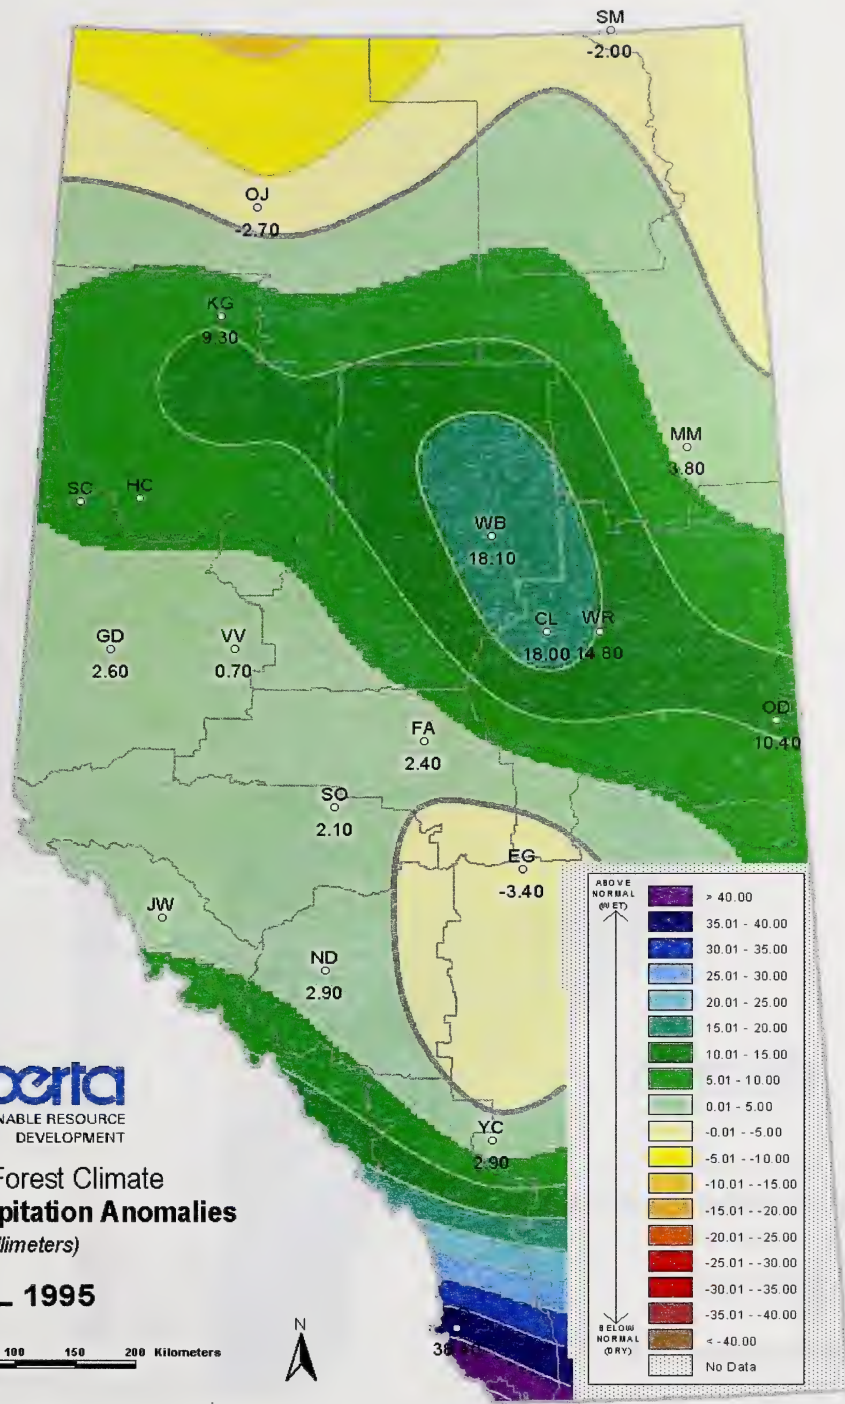 SM
-2.00
OJ
-2.70
KG
9.30
MM
3.80
SC HC
WB
18.10
CL WR
18.00 14.80
GD VV
2.60 0.70
OD
10.40
FA
2.40
SO
2.10
EG
-3.40
JW
ND
2.90
YC
2.90
berta
NABLE RESOURCE
DEVELOPMENT
Forest Climate
pitation Anomalies
llimeters)
L 1995
100 150 200 Kilometers
N
ABOVE
NORMAL
(WET)
> 40.00
35.01 - 40.00
30.01 - 35.00
25.01 - 30.00
20.01 - 25.00
15.01 - 20.00
10.01 - 15.00
5.01 - 10.00
0.01 - 5.00
-0.01 - -5.00
-5.01 - -10.00
-10.01 - -15.00
-15.01 - -20.00
-20.01 - -25.00
-25.01 - -30.00
-30.01 - -35.00
-35.01 - -40.00
< -40.00
No Data
BELOW
NORMAL
(DRY)